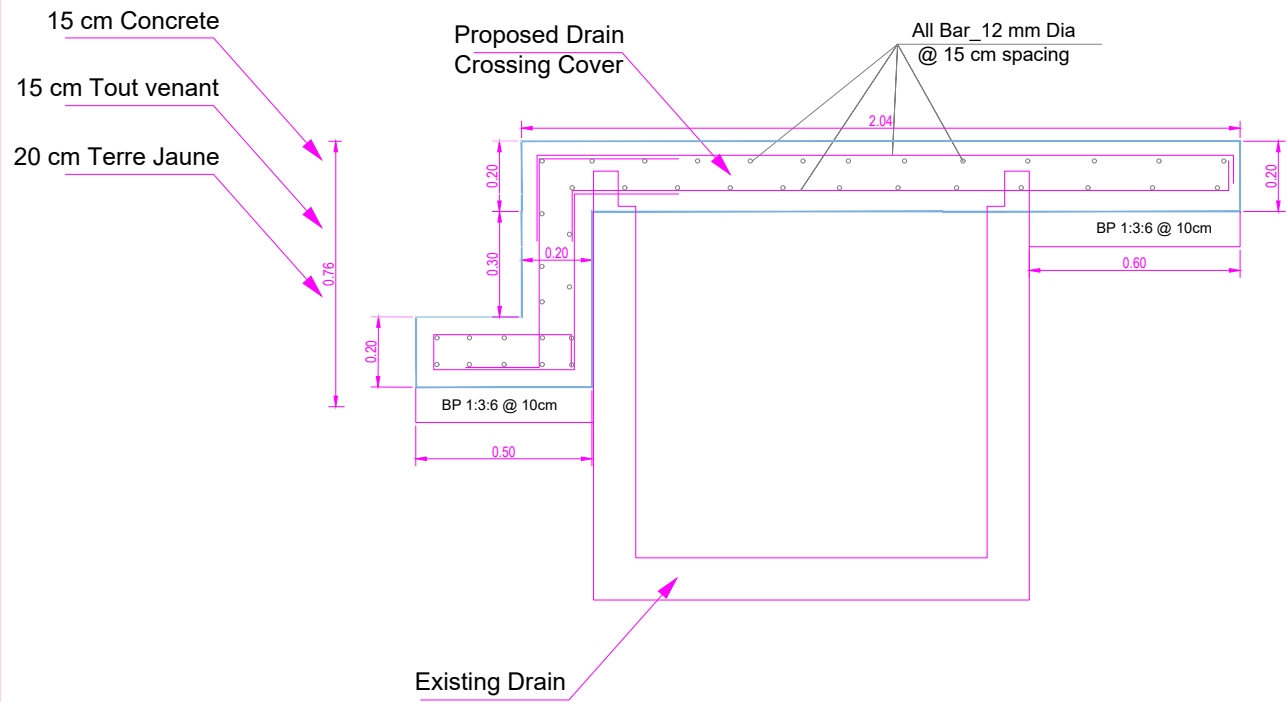 15 cm Concrete
15 cm Tout venant
20 cm Terre Jaune
Proposed Drain
Crossing Cover
All Bar_12 mm Dia
@ 15 cm spacing
2.04
0.20
0.20
0.30
0.20
0.76
0.20
BP 1:3:6 @ 10cm
0.60
BP 1:3:6 @ 10cm
0.50
Existing Drain